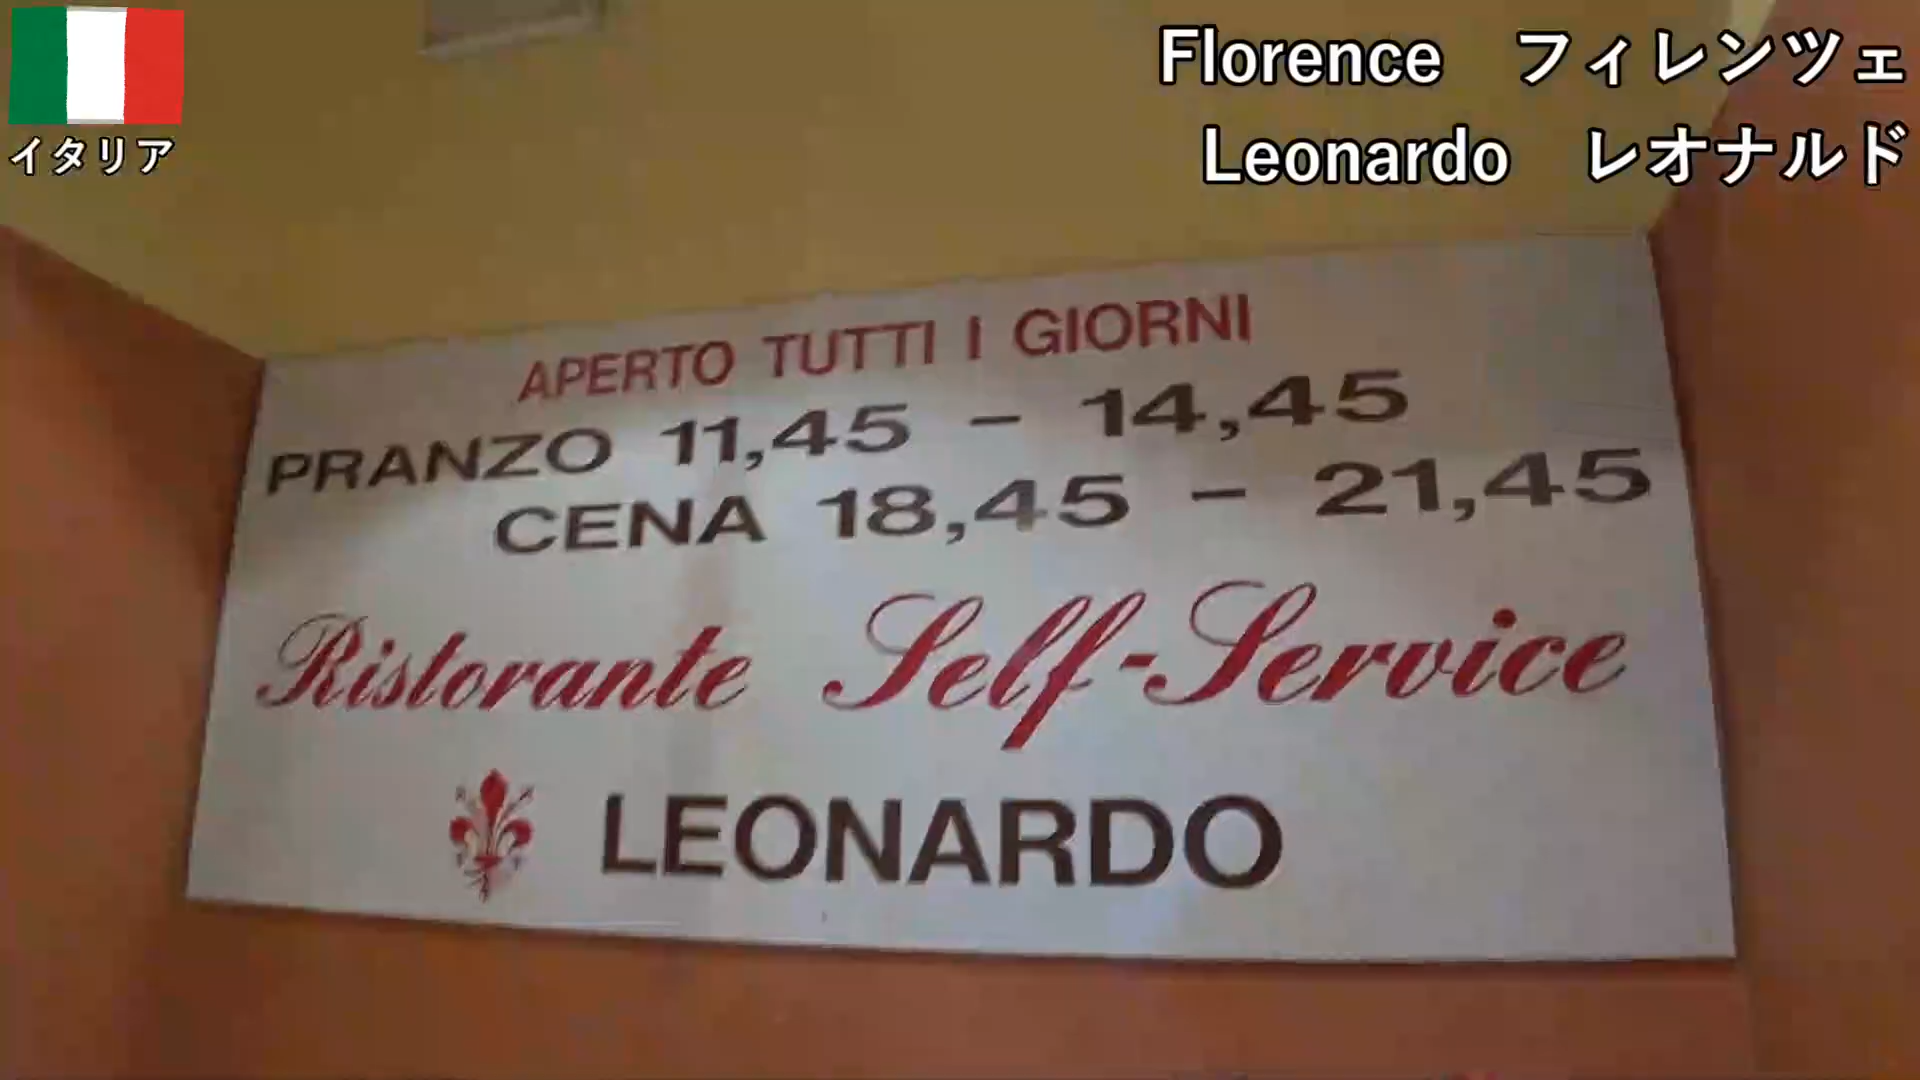 イタリア
Florence　フィレンツェ
Leonardo　レオナルド
APERTO TUTTI I GIORNI
PRANZO 11,45 - 14,45
CENA 18,45 - 21,45
Ristorante Self-Service
LEONARDO